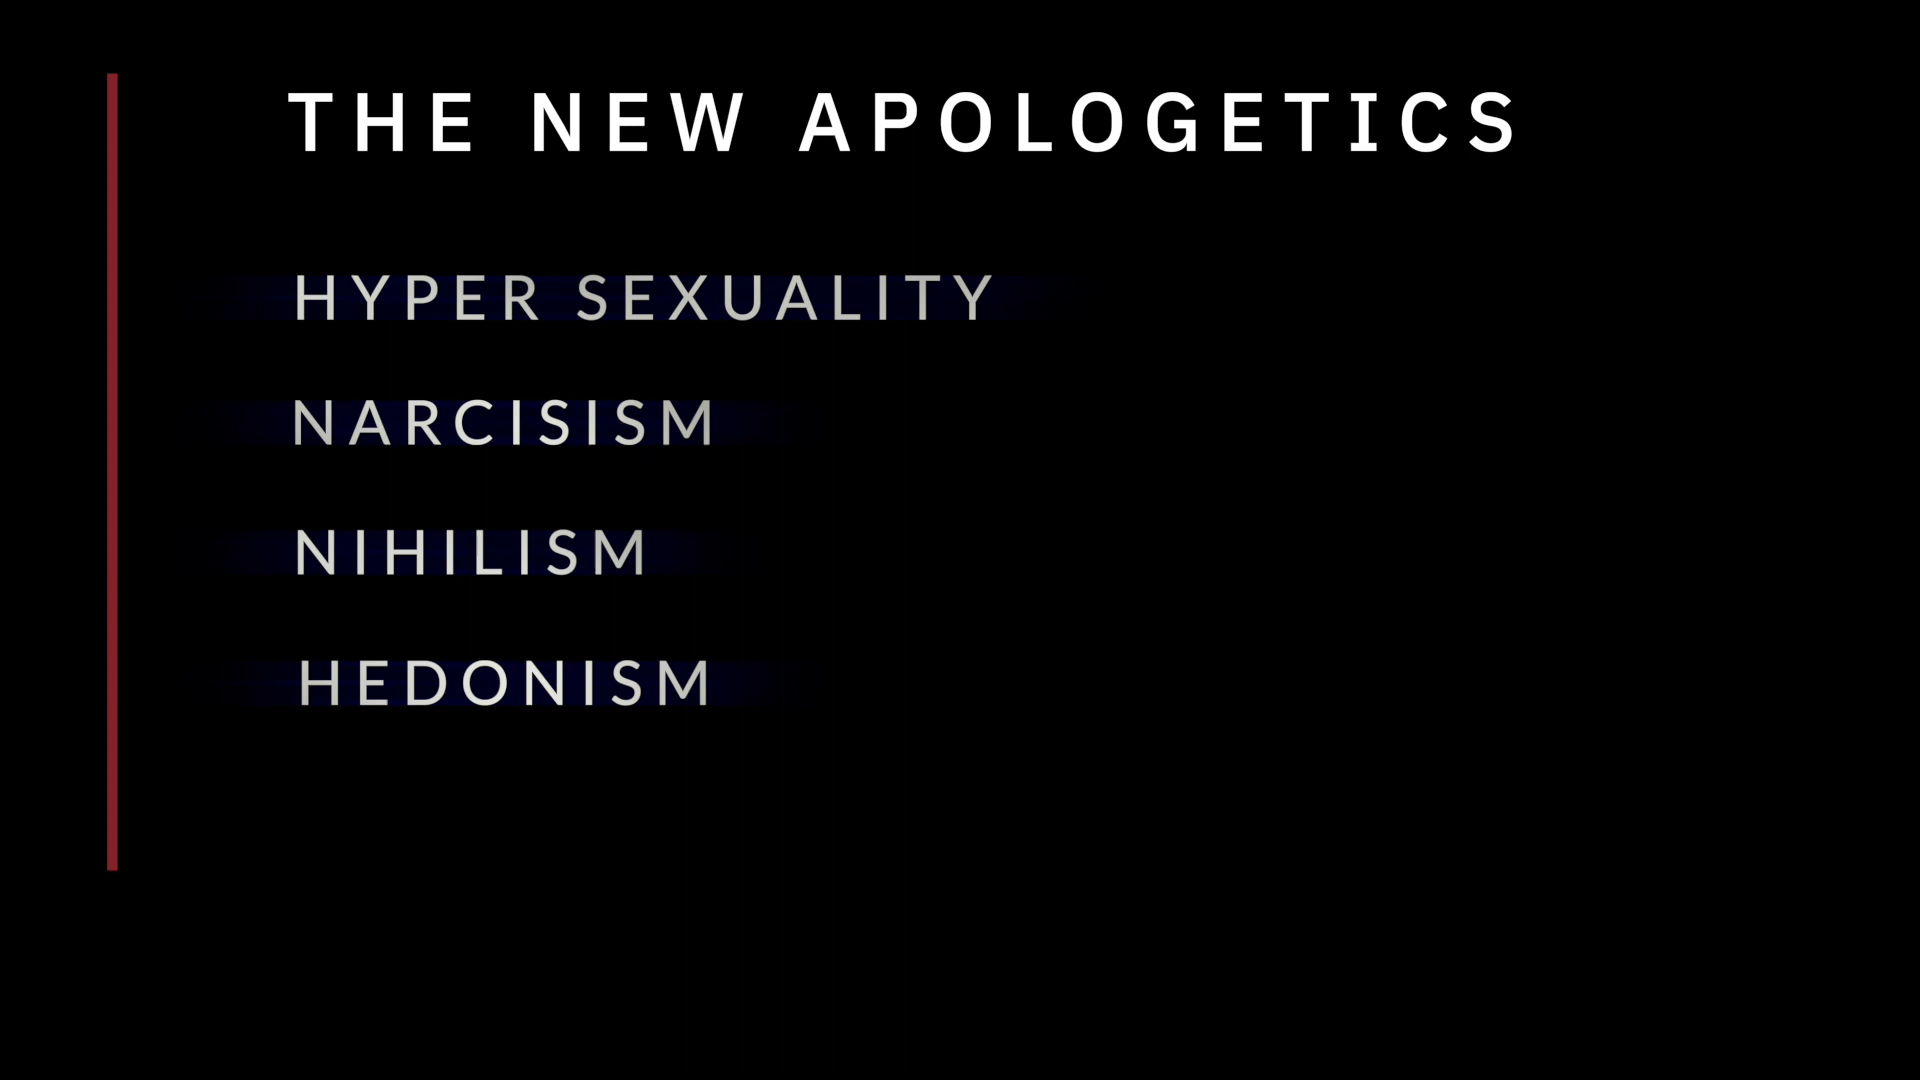 THE NEW APOLOGETICS
HYPER SEXUALITY
NARCISISM
NIHILISM
HEDONISM